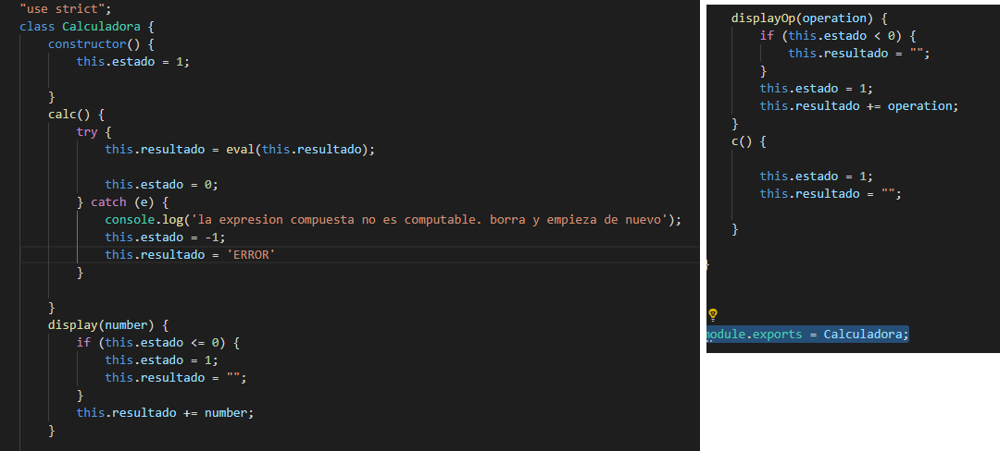 "use strict";
class Calculadora {
constructor() {
this.estado = 1;
}
calc() {
try {
this.resultado = eval(this.resultado);
this.estado = 0;
} catch (e) {
console.log('la expresion compuesta no es computable. borra y empieza de nuevo');
this.estado = -1;
this.resultado = 'ERROR'
}
}
display(number) {
if (this.estado <= 0) {
this.estado = 1;
this.resultado = "";
}
this.resultado += number;
}
displayOp(operation) {
if (this.estado < 0) {
this.resultado = "";
}
this.estado = 1;
this.resultado += operation;
}
c() {
this.estado = 1;
this.resultado = "";
}
}
module.exports = Calculadora;